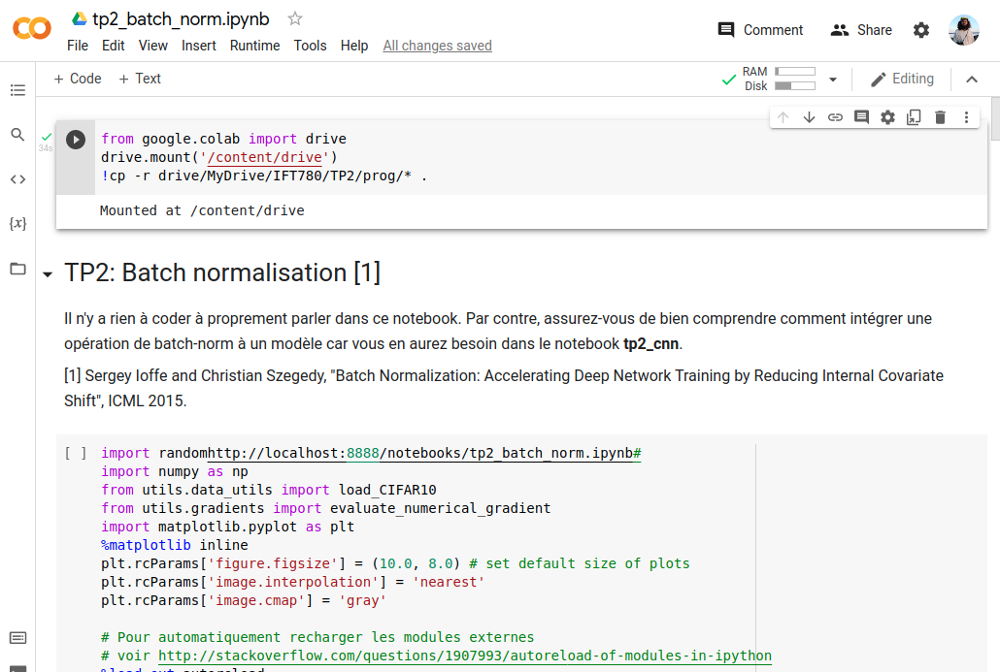 tp2_batch_norm.ipynb
File Edit View Insert Runtime Tools Help All changes saved
Comment Share
+ Code + Text
RAM
Disk
Editing
34s
from google.colab import drive
drive.mount('/content/drive')
!cp -r drive/MyDrive/IFT780/TP2/prog/* .
Mounted at /content/drive
{x}
TP2: Batch normalisation [1]
Il n'y a rien à coder à proprement parler dans ce notebook. Par contre, assurez-vous de bien comprendre comment intégrer une
opération de batch-norm à un modèle car vous en aurez besoin dans le notebook tp2_cnn.
[1] Sergey Ioffe and Christian Szegedy, "Batch Normalization: Accelerating Deep Network Training by Reducing Internal Covariate
Shift", ICML 2015.
[ ] import randomhttp://localhost:8888/notebooks/tp2_batch_norm.ipynb#
import numpy as np
from utils.data_utils import load_CIFAR10
from utils.gradients import evaluate_numerical_gradient
import matplotlib.pyplot as plt
%matplotlib inline
plt.rcParams['figure.figsize'] = (10.0, 8.0) # set default size of plots
plt.rcParams['image.interpolation'] = 'nearest'
plt.rcParams['image.cmap'] = 'gray'
# Pour automatiquement recharger les modules externes
# voir http://stackoverflow.com/questions/1907993/autoreload-of-modules-in-ipython
%load_ext autoreload